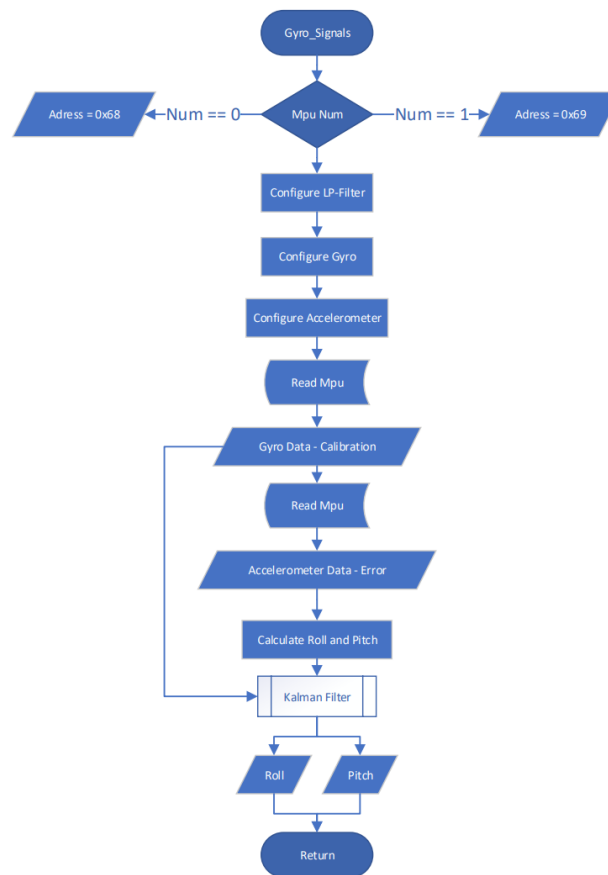 Gyro_Signals
Adress = 0x68
Num == 0
Mpu Num
Num == 1
Adress = 0x69
Configure LP-Filter
Configure Gyro
Configure Accelerometer
Read Mpu
Gyro Data - Calibration
Read Mpu
Accelerometer Data - Error
Calculate Roll and Pitch
Kalman Filter
Roll
Pitch
Return